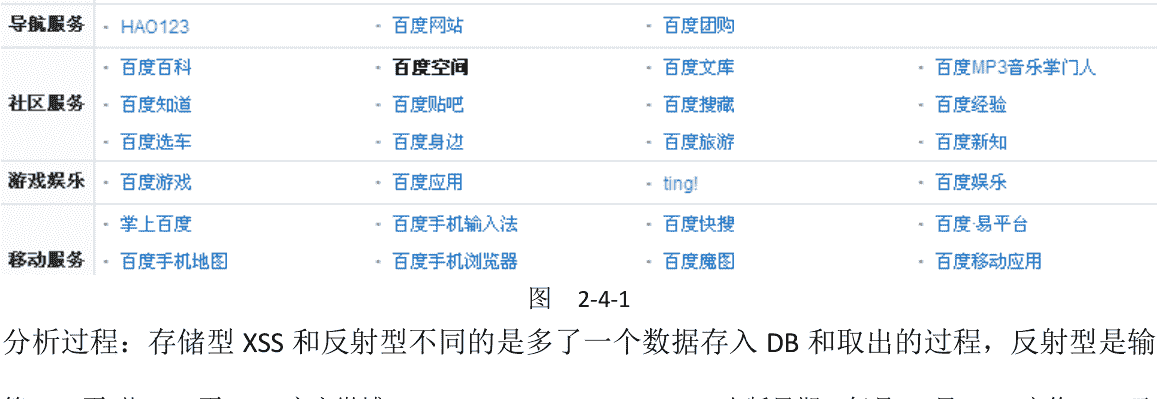 导航服务 · HAO123 · 百度网站 · 百度团购
· 百度百科 · 百度空间 · 百度文库 · 百度MP3音乐掌门人
社区服务 · 百度知道 · 百度贴吧 · 百度搜藏 · 百度经验
· 百度选车 · 百度身边 · 百度旅游 · 百度新知
游戏娱乐 · 百度游戏 · 百度应用 · ting! · 百度娱乐
· 掌上百度 · 百度手机输入法 · 百度快搜 · 百度·易平台
移动服务 · 百度手机地图 · 百度手机浏览器 · 百度魔图 · 百度移动应用
图 2-4-1
分析过程：存储型 XSS 和反射型不同的是多了一个数据存入 DB 和取出的过程，反射型是输